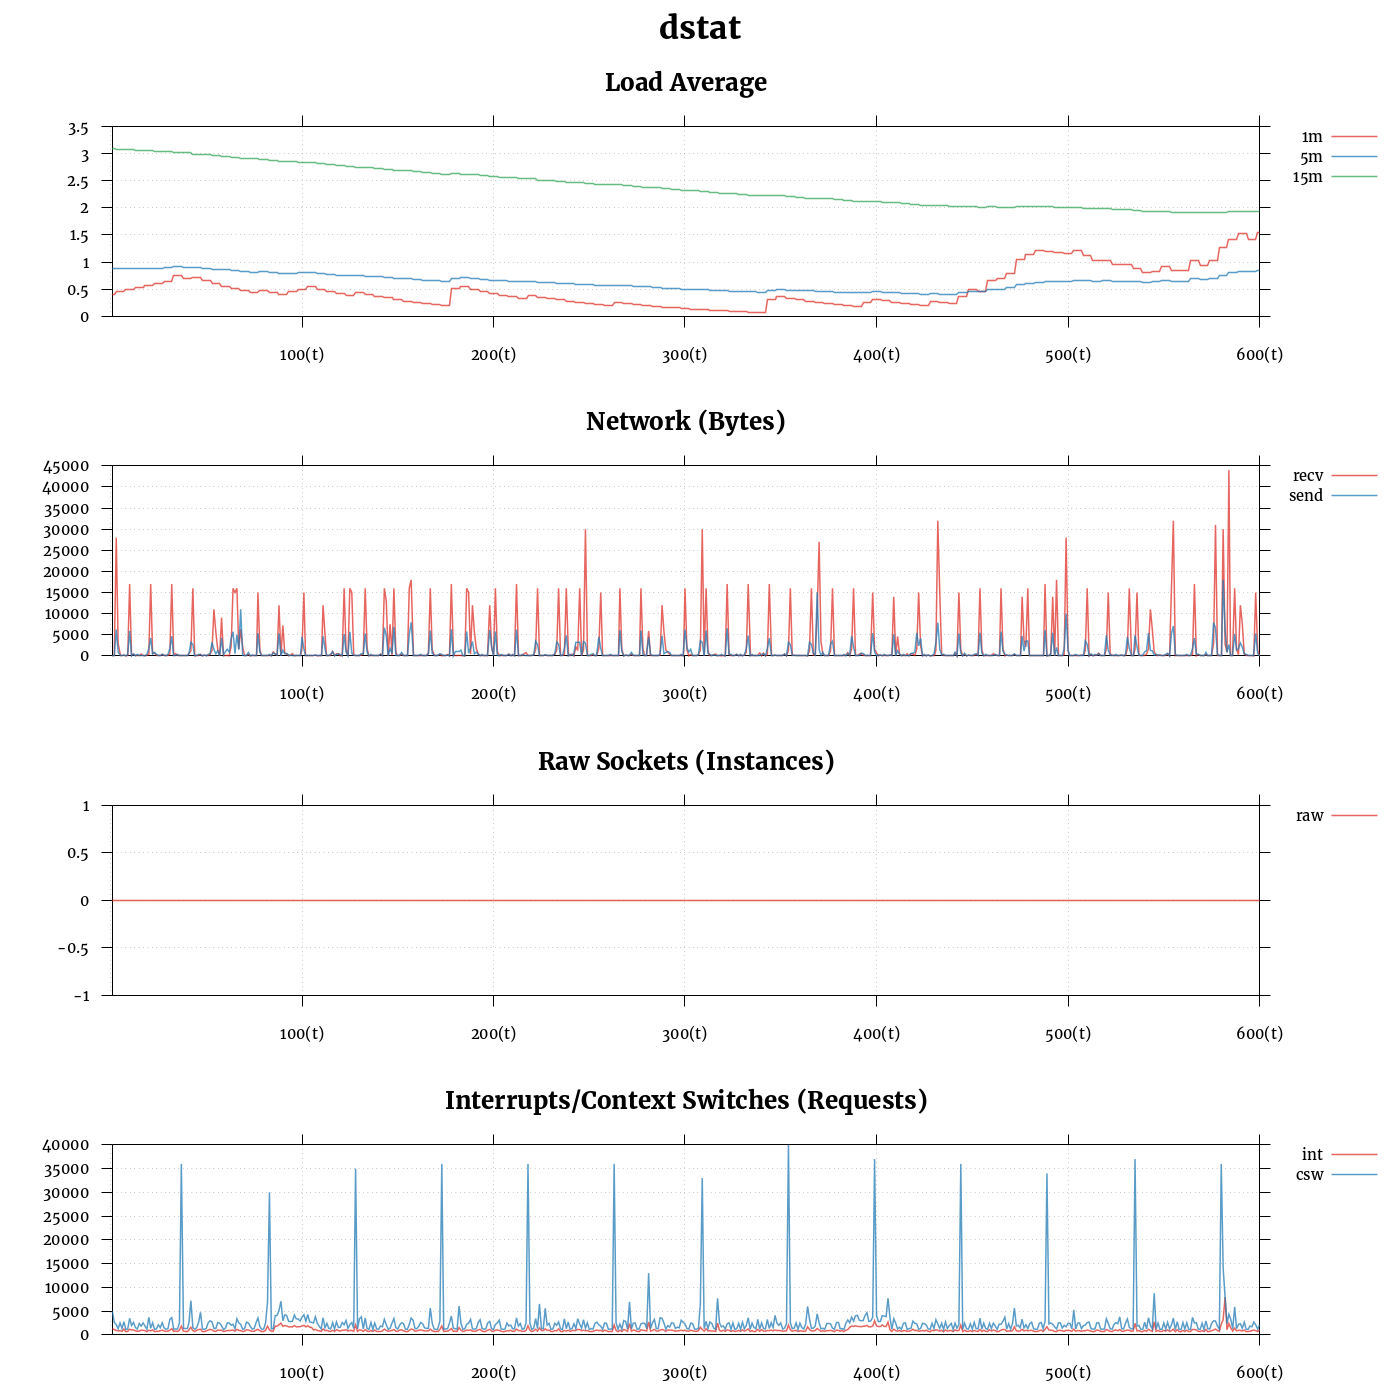 dstat
Load Average
3.5
3
2.5
2
1.5
1
0.5
0
1m
5m
15m
100(t) 200(t) 300(t) 400(t) 500(t) 600(t)
Network (Bytes)
45000
40000
35000
30000
25000
20000
15000
10000
5000
0
recv
send
100(t) 200(t) 300(t) 400(t) 500(t) 600(t)
Raw Sockets (Instances)
1
0.5
0
-0.5
-1
raw
100(t) 200(t) 300(t) 400(t) 500(t) 600(t)
Interrupts/Context Switches (Requests)
40000
35000
30000
25000
20000
15000
10000
5000
0
int
csw
100(t) 200(t) 300(t) 400(t) 500(t) 600(t)